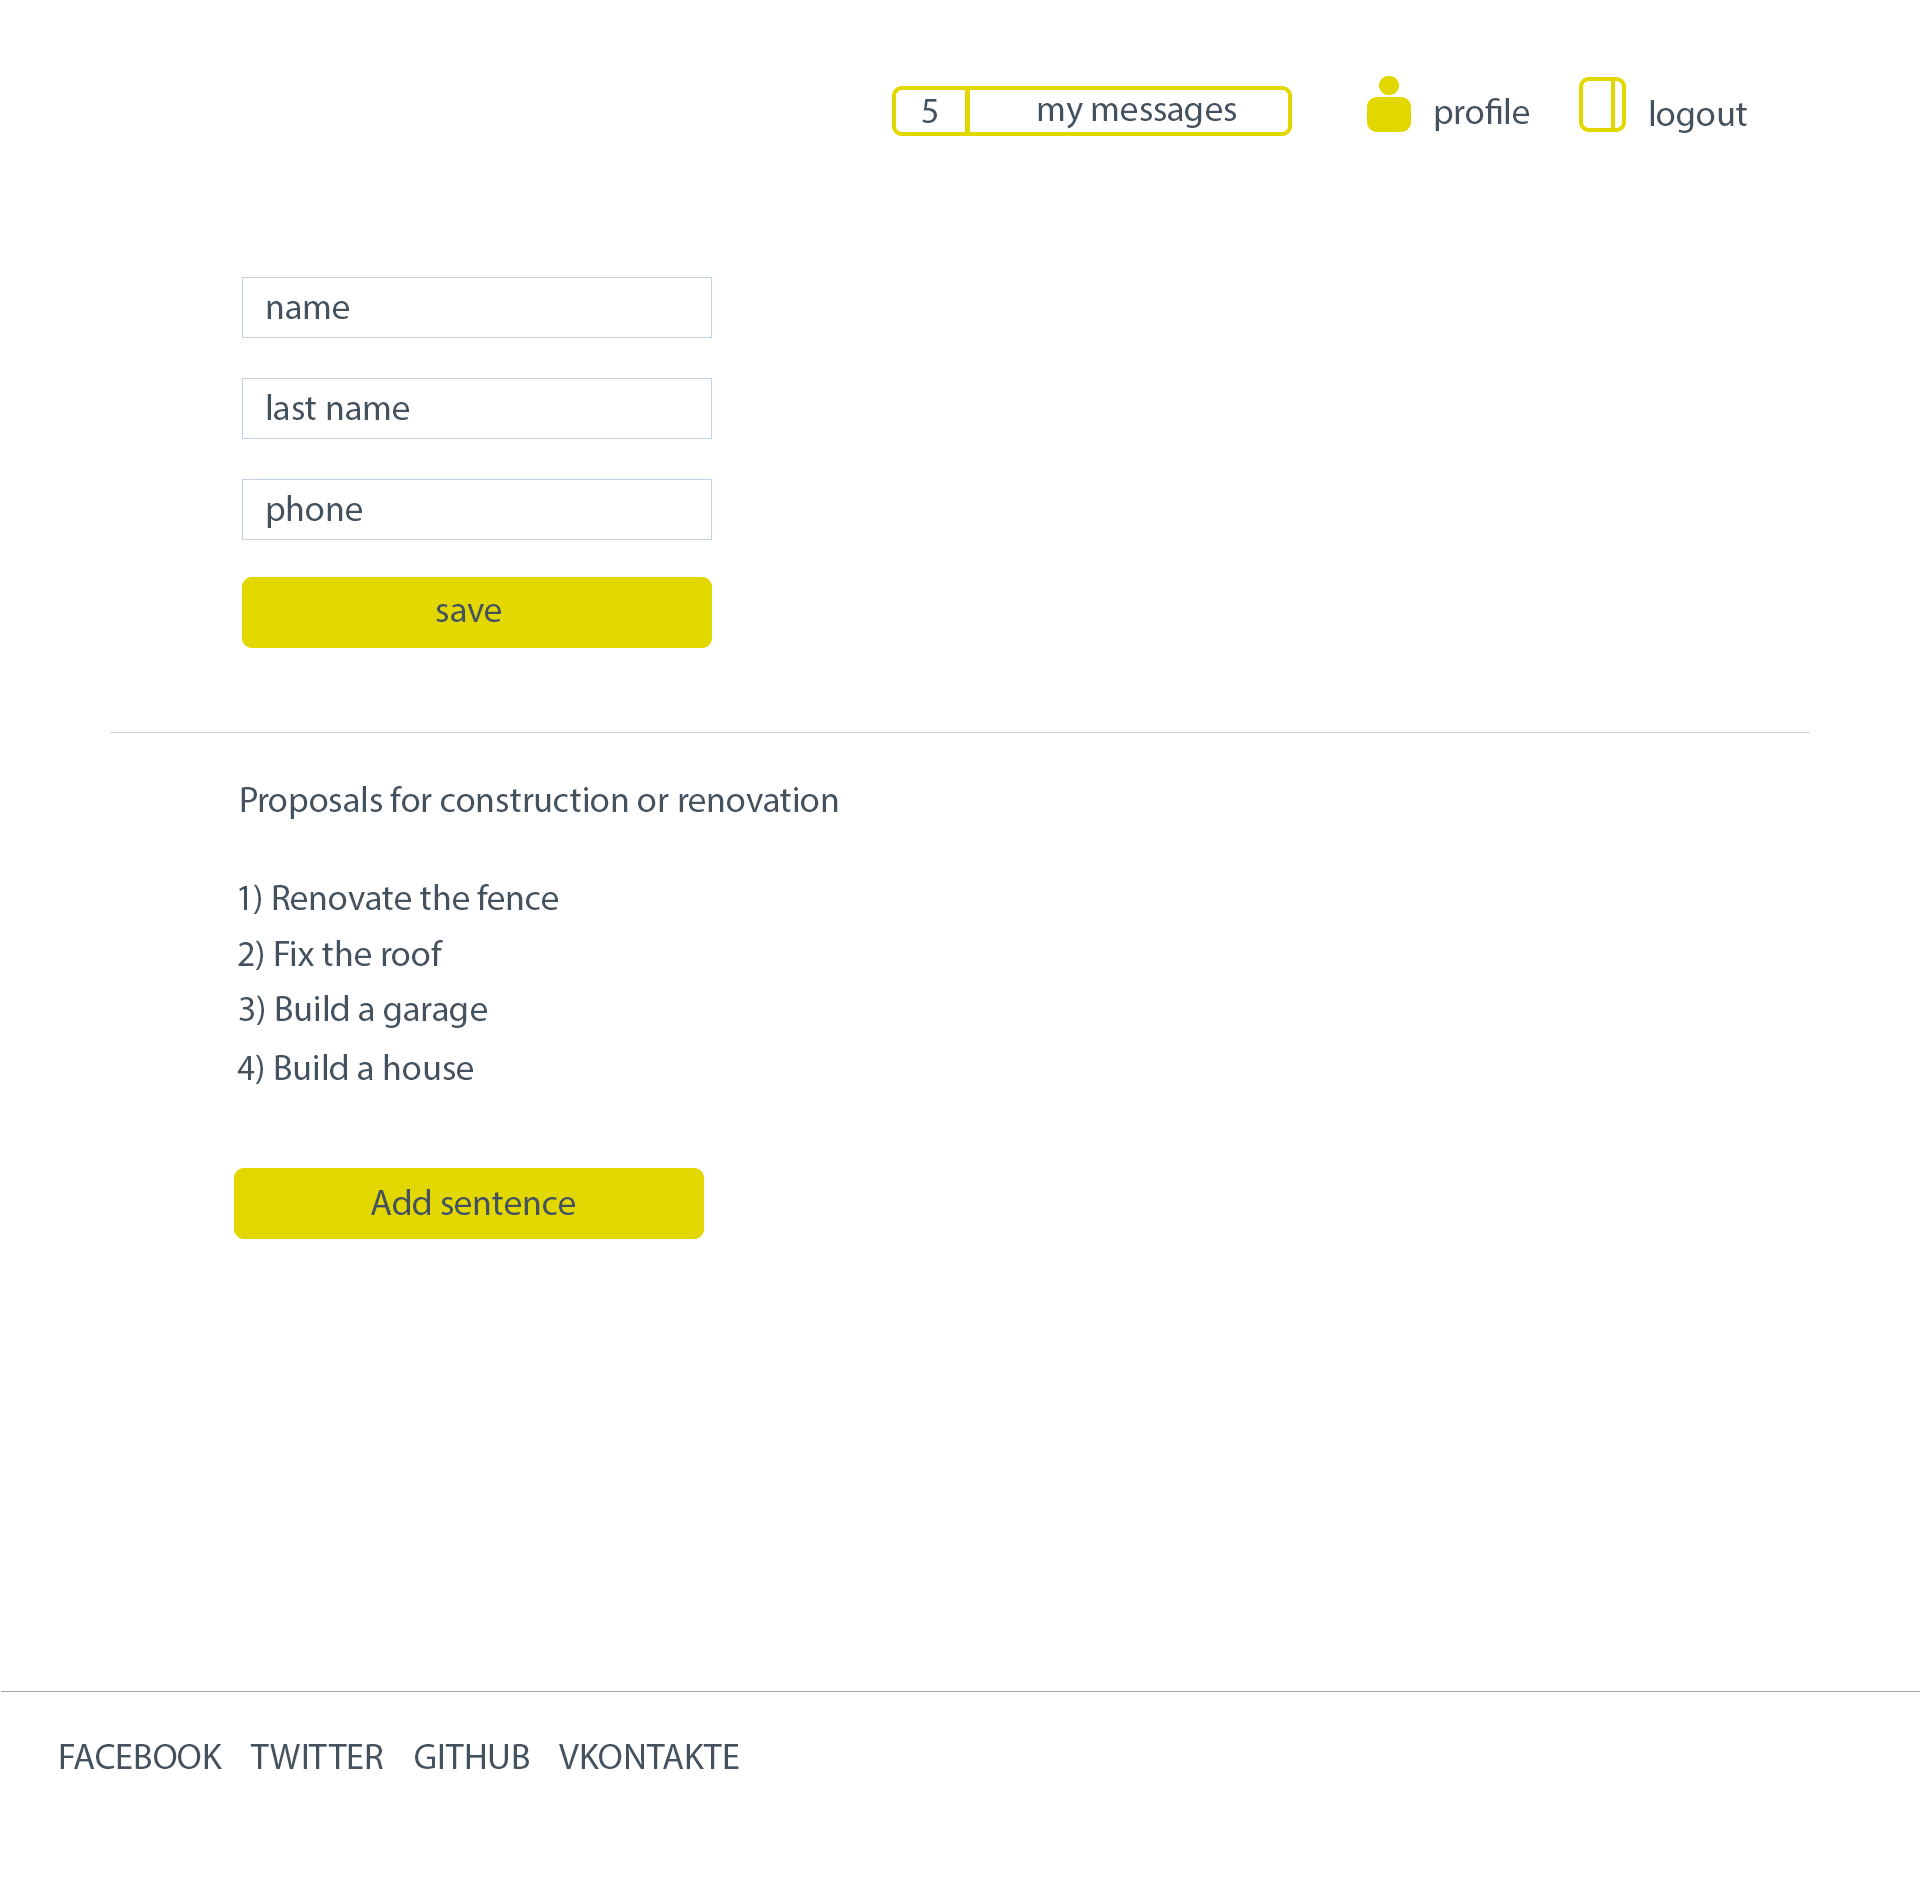 5 my messages profile logout
name
last name
phone
save
Proposals for construction or renovation
1) Renovate the fence
2) Fix the roof
3) Build a garage
4) Build a house
Add sentence
FACEBOOK TWITTER GITHUB VKONTAKTE